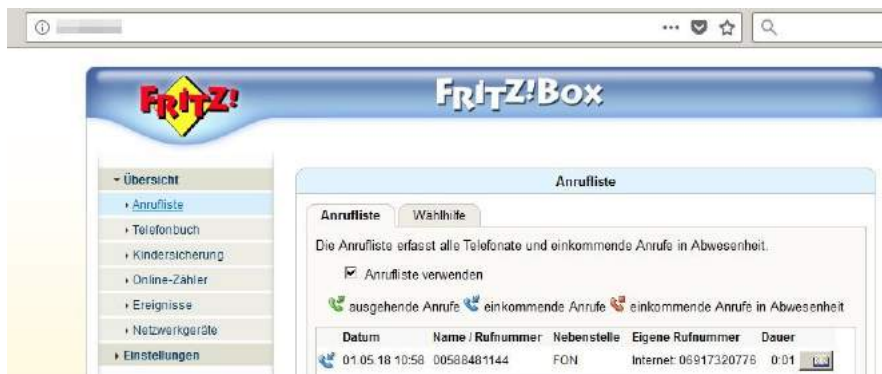 FRITZ!
FRITZ!Box
Übersicht
Anrufliste
Telefonbuch
Kindersicherung
Online-Zähler
Ereignisse
Netzwerkgeräte
Einstellungen
Anrufliste
Anrufliste Wählhilfe
Die Anrufliste erfasst alle Telefonate und einkommende Anrufe in Abwesenheit.
Anrufliste verwenden
ausgehende Anrufe einkommende Anrufe einkommende Anrufe in Abwesenheit
Datum Name / Rufnummer Nebenstelle Eigene Rufnummer Dauer
01.05.18 10:58 00588481144 FON Internet: 06917320776 0:01